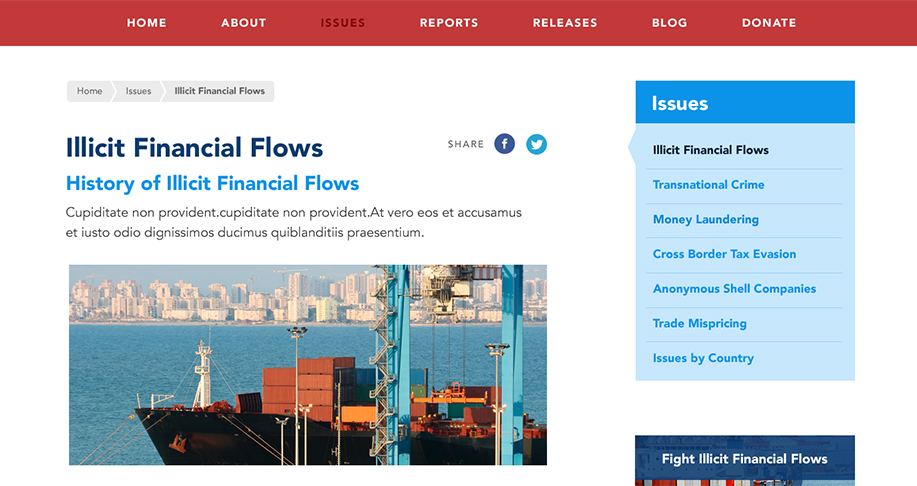 HOME ABOUT ISSUES REPORTS RELEASES BLOG DONATE
Home Issues Illicit Financial Flows
Illicit Financial Flows
SHARE
History of Illicit Financial Flows
Cupiditate non provident.cupiditate non provident.At vero eos et accusamus
et iusto odio dignissimos ducimus quiblanditiis praesentium.
Issues
Illicit Financial Flows
Transnational Crime
Money Laundering
Cross Border Tax Evasion
Anonymous Shell Companies
Trade Mispricing
Issues by Country
Fight Illicit Financial Flows